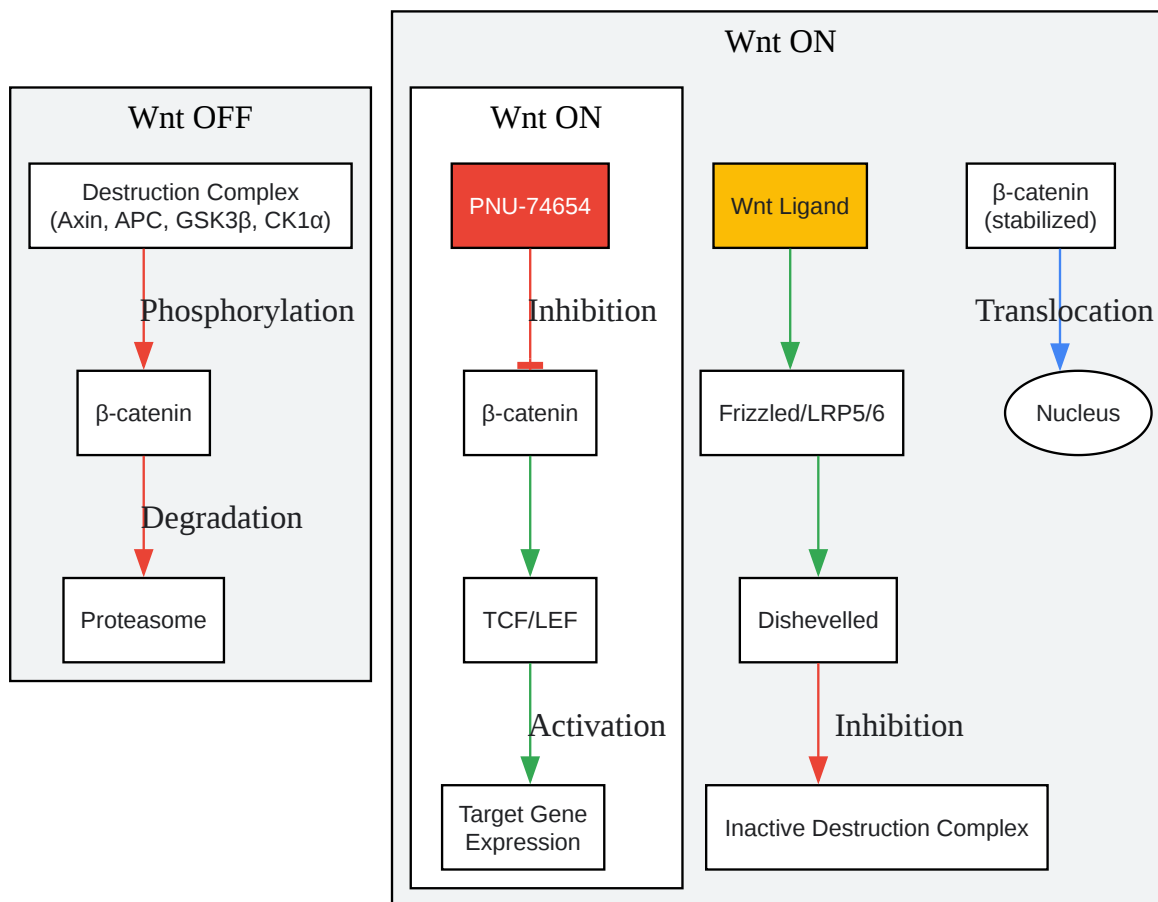 Wnt ON
Wnt OFF
Destruction Complex
(Axin, APC, GSK3β, CK1α)
Phosphorylation
β-catenin
Degradation
Proteasome
Wnt ON
PNU-74654
Inhibition
β-catenin
TCF/LEF
Activation
Target Gene
Expression
Wnt Ligand
Frizzled/LRP5/6
Dishevelled
Inhibition
Inactive Destruction Complex
β-catenin
(stabilized)
Translocation
Nucleus